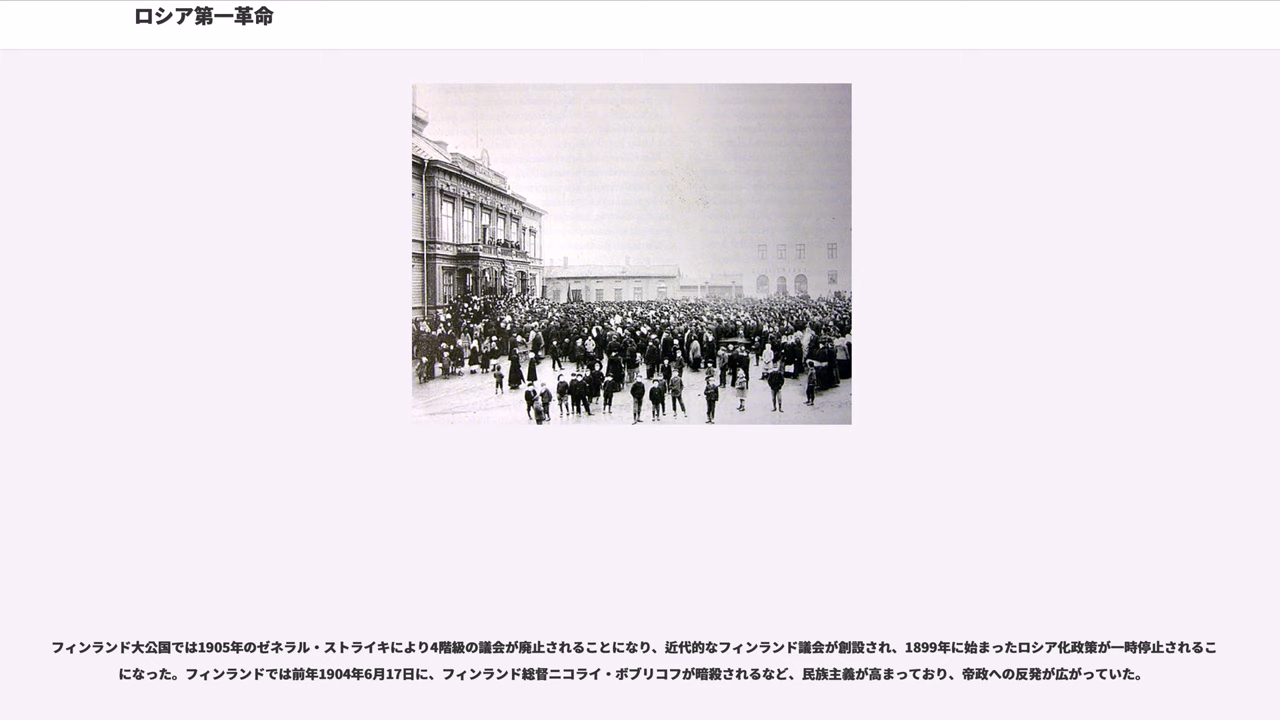 ロシア第一革命
フィンランド大公国では1905年のゼネラル・ストライキにより4階級の議会が廃止されることになり、近代的なフィンランド議会が創設され、1899年に始まったロシア化政策が一時停止されるこ
になった。フィンランドでは前年1904年6月17日に、フィンランド総督ニコライ・ボブリコフが暗殺されるなど、民族主義が高まっており、帝政への反発が広がっていた。